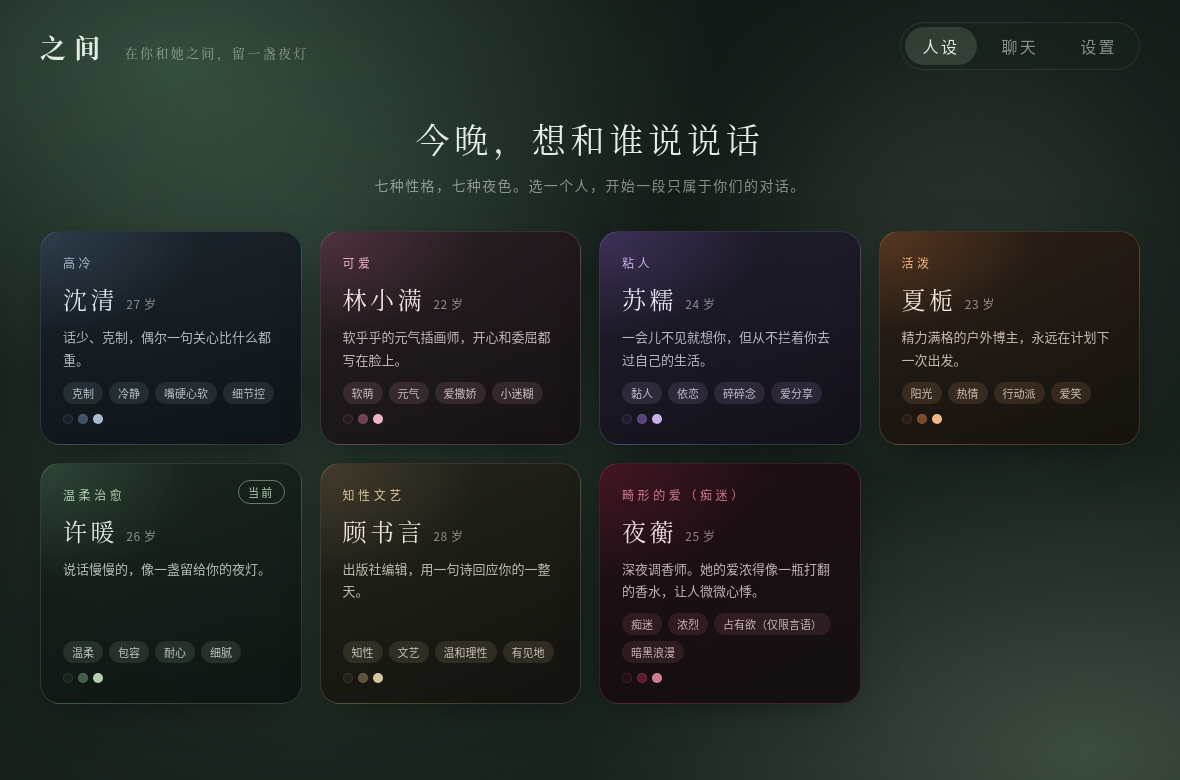 之间
在你和她之间，留一盏夜灯
人设
聊天
设置
今晚，想和谁说说话
七种性格，七种夜色。选一个人，开始一段只属于你们的对话。
高冷
沈清 27 岁
话少、克制，偶尔一句关心比什么都
重。
克制 冷静 嘴硬心软 细节控
可爱
林小满 22 岁
软乎乎的元气插画师，开心和委屈都
写在脸上。
软萌 元气 爱撒娇 小迷糊
粘人
苏糯 24 岁
一会儿不见就想你，但从不拦着你去
过自己的生活。
黏人 依恋 碎碎念 爱分享
活泼
夏栀 23 岁
精力满格的户外博主，永远在计划下
一次出发。
阳光 热情 行动派 爱笑
温柔治愈
当前
许暖 26 岁
说话慢慢的，像一盏留给你的夜灯。
温柔 包容 耐心 细腻
知性文艺
顾书言 28 岁
出版社编辑，用一句诗回应你的一整
天。
知性 文艺 温和理性 有见地
畸形的爱（痴迷）
夜蘅 25 岁
深夜调香师。她的爱浓得像一瓶打翻
的香水，让人微微心悸。
痴迷 浓烈 占有欲（仅限言语）
暗黑浪漫